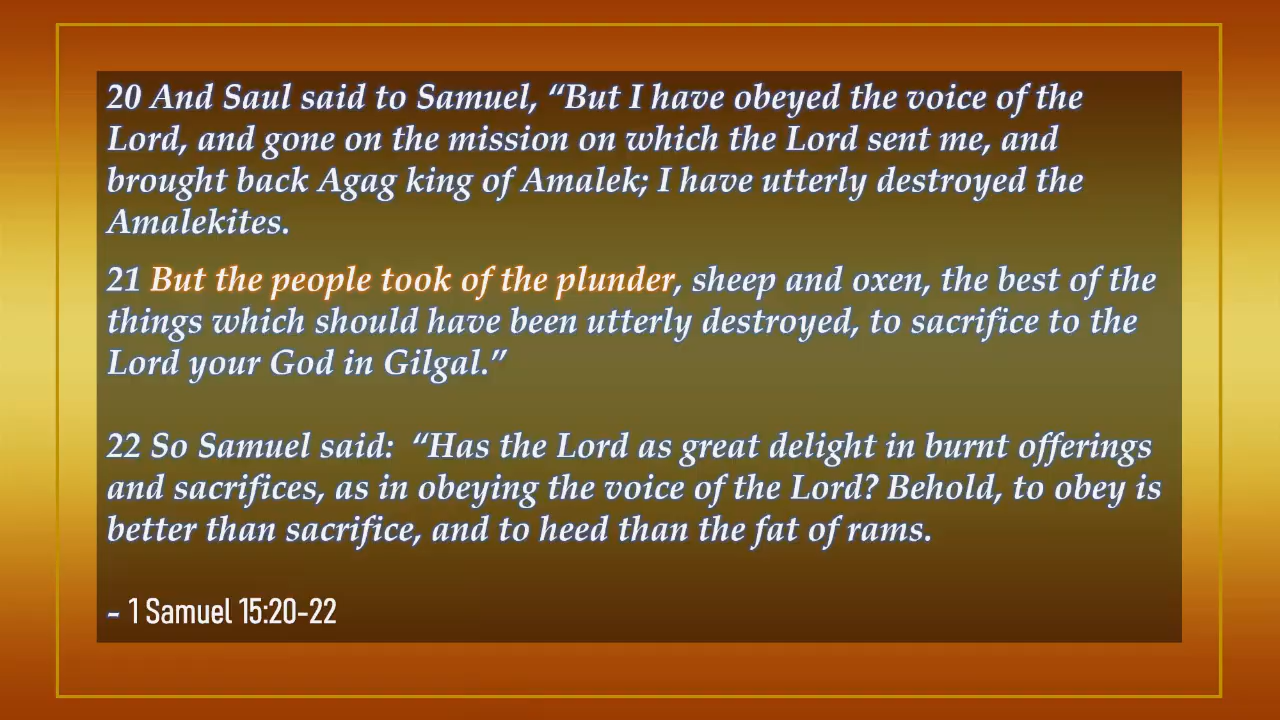 20 And Saul said to Samuel, “But I have obeyed the voice of the
Lord, and gone on the mission on which the Lord sent me, and
brought back Agag king of Amalek; I have utterly destroyed the
Amalekites.
21 But the people took of the plunder, sheep and oxen, the best of the
things which should have been utterly destroyed, to sacrifice to the
Lord your God in Gilgal.”
22 So Samuel said: “Has the Lord as great delight in burnt offerings
and sacrifices, as in obeying the voice of the Lord? Behold, to obey is
better than sacrifice, and to heed than the fat of rams.
– 1 Samuel 15:20-22